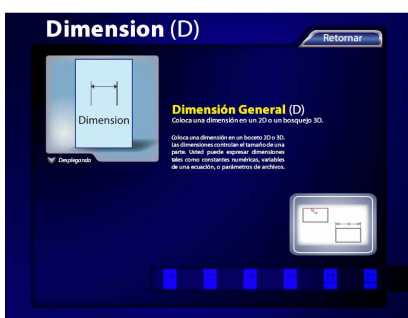 Dimension (D)
Retornar
Dimension
Desplegando
Dimensión General (D)
Coloca una dimensión en un 2D o un bosquejo 3D.
Coloca una dimensión en un boceto 2D o 3D.
Las dimensiones controlan el tamaño de una
parte. Usted puede expresar dimensiones
tales como constantes numéricas, variables
de una ecuación, o parámetros de archivos.